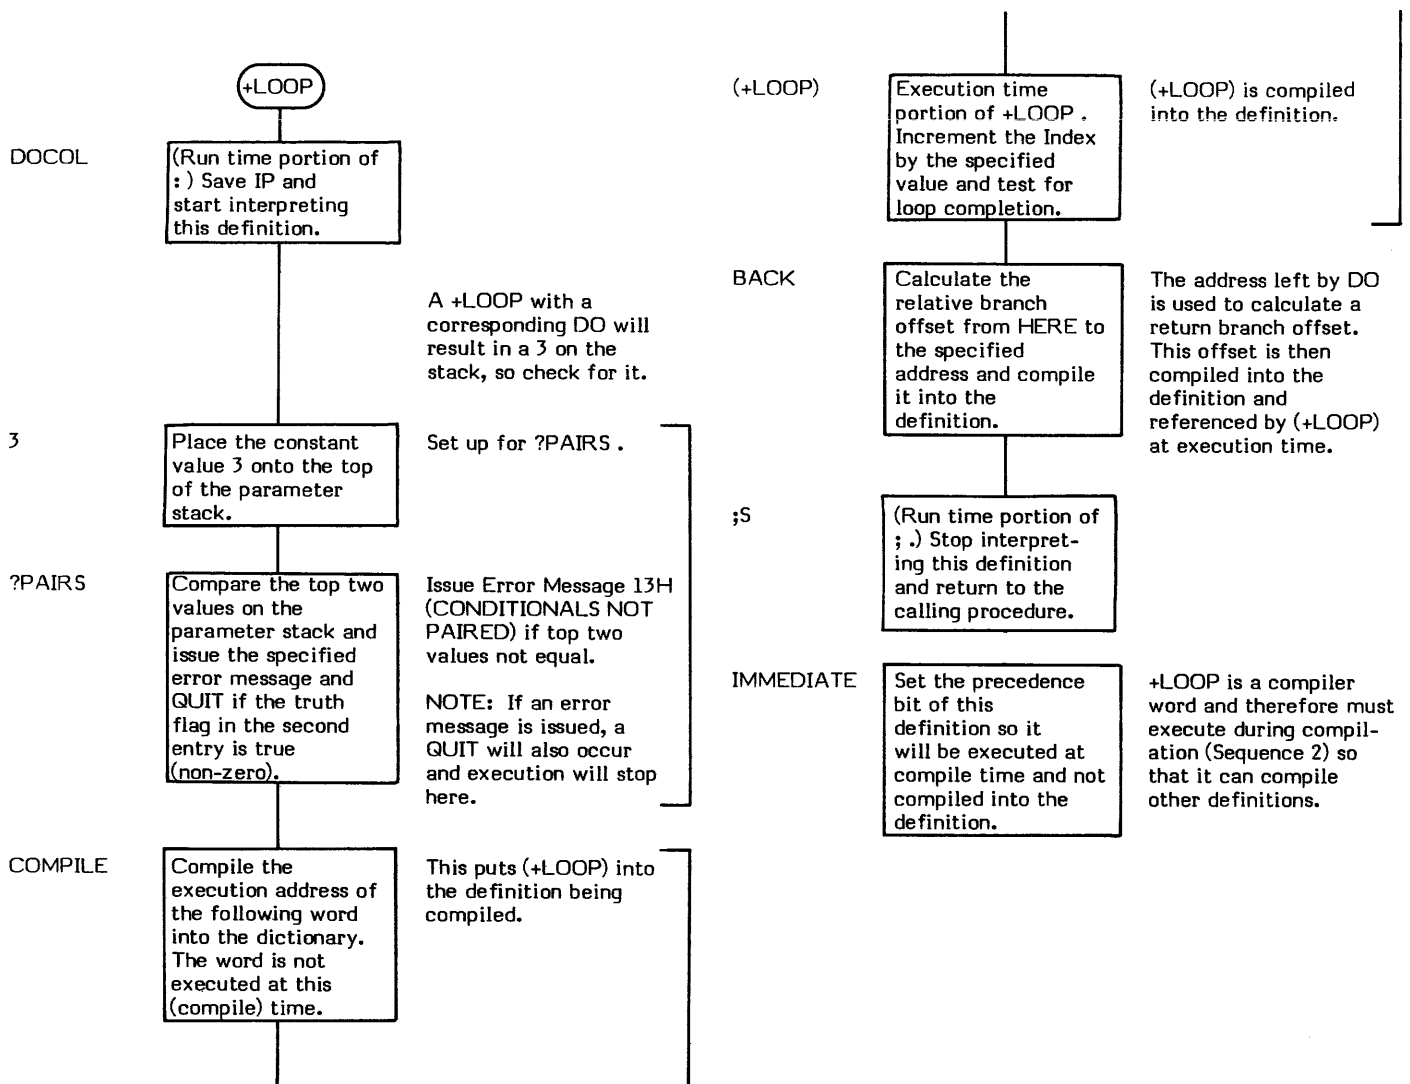 +LOOP
DOCOL
(Run time portion of
: ) Save IP and
start interpreting
this definition.
A +LOOP with a
corresponding DO will
result in a 3 on the
stack, so check for it.
3
Place the constant
value 3 onto the top
of the parameter
stack.
Set up for ?PAIRS .
?PAIRS
Compare the top two
values on the
parameter stack and
issue the specified
error message and
QUIT if the truth
flag in the second
entry is true
(non-zero).
Issue Error Message 13H
(CONDITIONALS NOT
PAIRED) if top two
values not equal.
NOTE: If an error
message is issued, a
QUIT will also occur
and execution will stop
here.
COMPILE
Compile the
execution address of
the following word
into the dictionary.
The word is not
executed at this
(compile) time.
This puts (+LOOP) into
the definition being
compiled.
(+LOOP)
Execution time
portion of +LOOP .
Increment the Index
by the specified
value and test for
loop completion.
(+LOOP) is compiled
into the definition.
BACK
Calculate the
relative branch
offset from HERE to
the specified
address and compile
it into the
definition.
The address left by DO
is used to calculate a
return branch offset.
This offset is then
compiled into the
definition and
referenced by (+LOOP)
at execution time.
;S
(Run time portion of
; .) Stop interpret-
ing this definition
and return to the
calling procedure.
IMMEDIATE
Set the precedence
bit of this
definition so it
will be executed at
compile time and not
compiled into the
definition.
+LOOP is a compiler
word and therefore must
execute during compil-
ation (Sequence 2) so
that it can compile
other definitions.